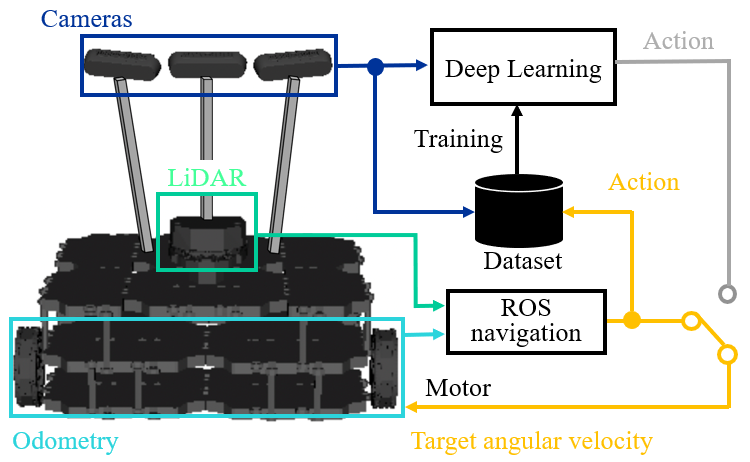 Cameras
Action
Deep Learning
Training
LiDAR
Action
Dataset
ROS
navigation
Motor
Odometry
Target angular velocity